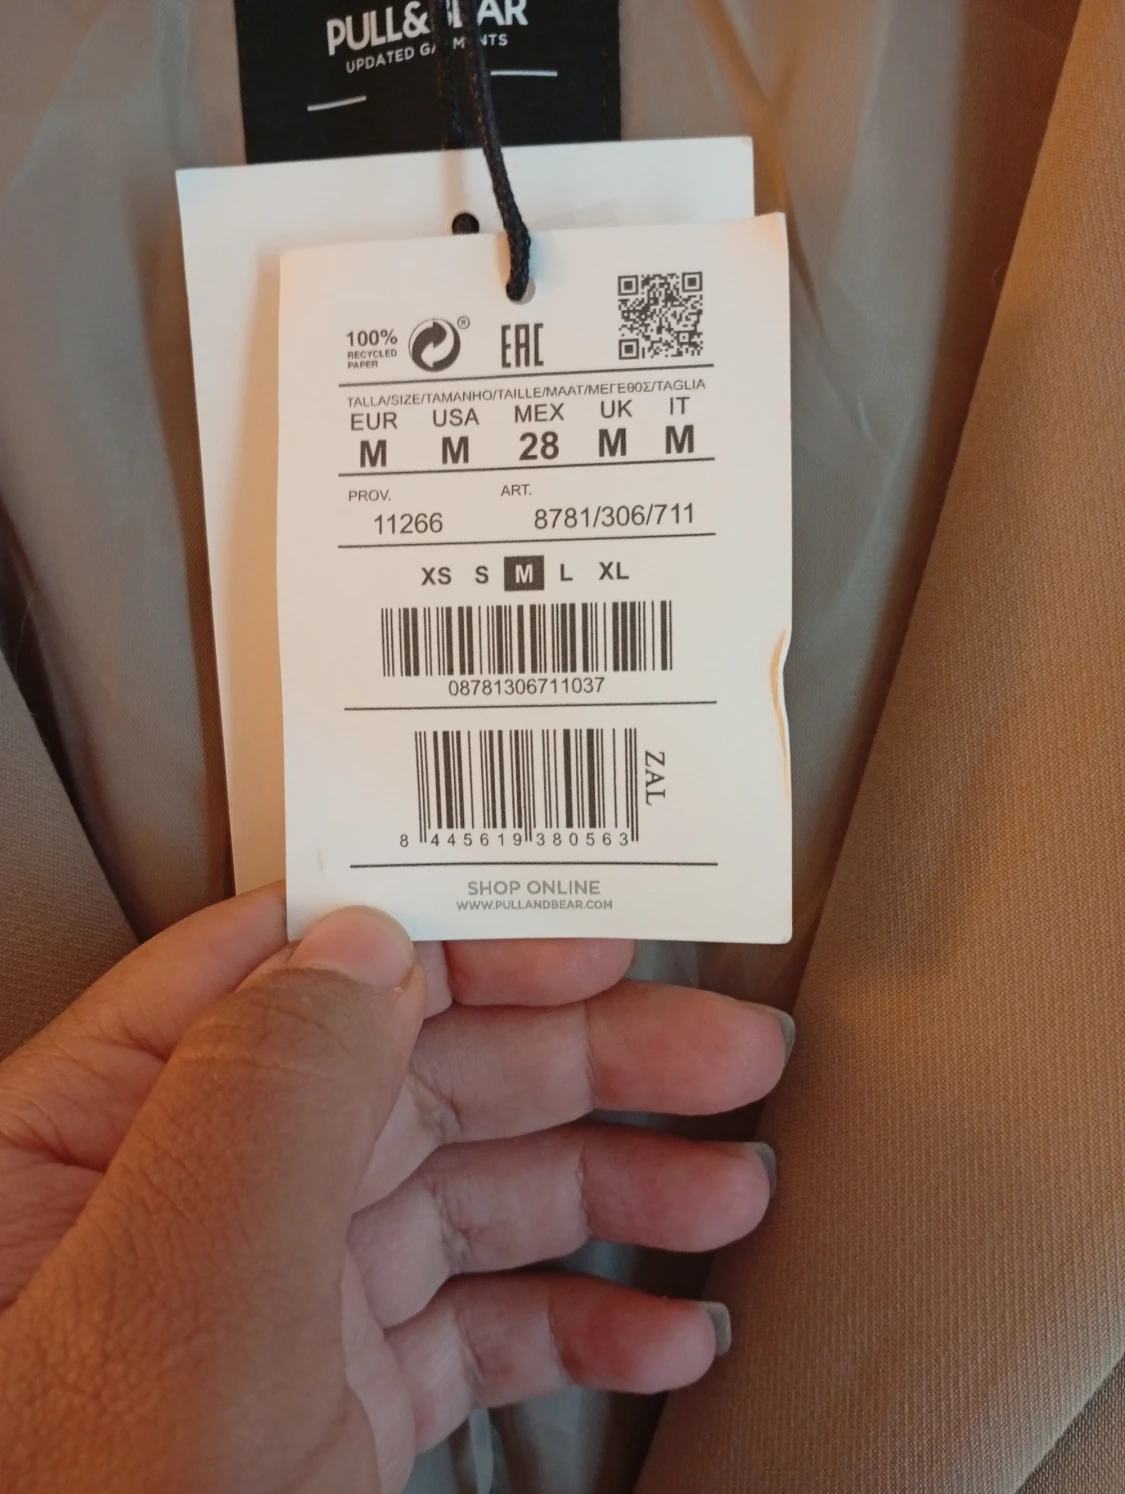 PULL&BEAR
UPDATED GARMENTS
100%
RECYCLED
PAPER
®
EAC
TALLA/SIZE/TAMANHO/TAILLE/MAAT/ΜΕΓΕθΟΣ/TAGLIA
EUR USA MEX UK IT
M M 28 M M
PROV. ART.
11266 8781/306/711
XS S M L XL
08781306711037
ZAL
8 445619 380563
SHOP ONLINE
WWW.PULLANDBEAR.COM